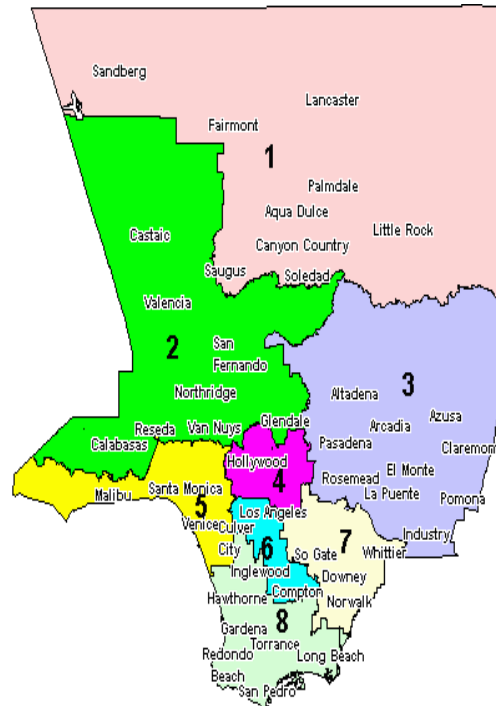 Sandberg
Lancaster
Fairmont
1
Palmdale
Aqua Dulce
Little Rock
Castaic
Canyon Country
Saugus
Soledad
Valencia
2
San
Fernando
3
Northridge
Altadena
Azusa
Glendale
Arcadia
Reseda
Van Nuys
Calabasas
Pasadena
Claremo
Hollywood
El Monte
4
Rosemead
La Puente
Santa Monica
Malibu
Pomona
5
Los Angeles
Venice
Culver
City
6
7
Industry
So Gate
Whittier
Inglewood
Downey
Compton
Hawthorne
Norwalk
8
Gardena
Torrance
Redondo
Beach
Long Beach
San Pedro